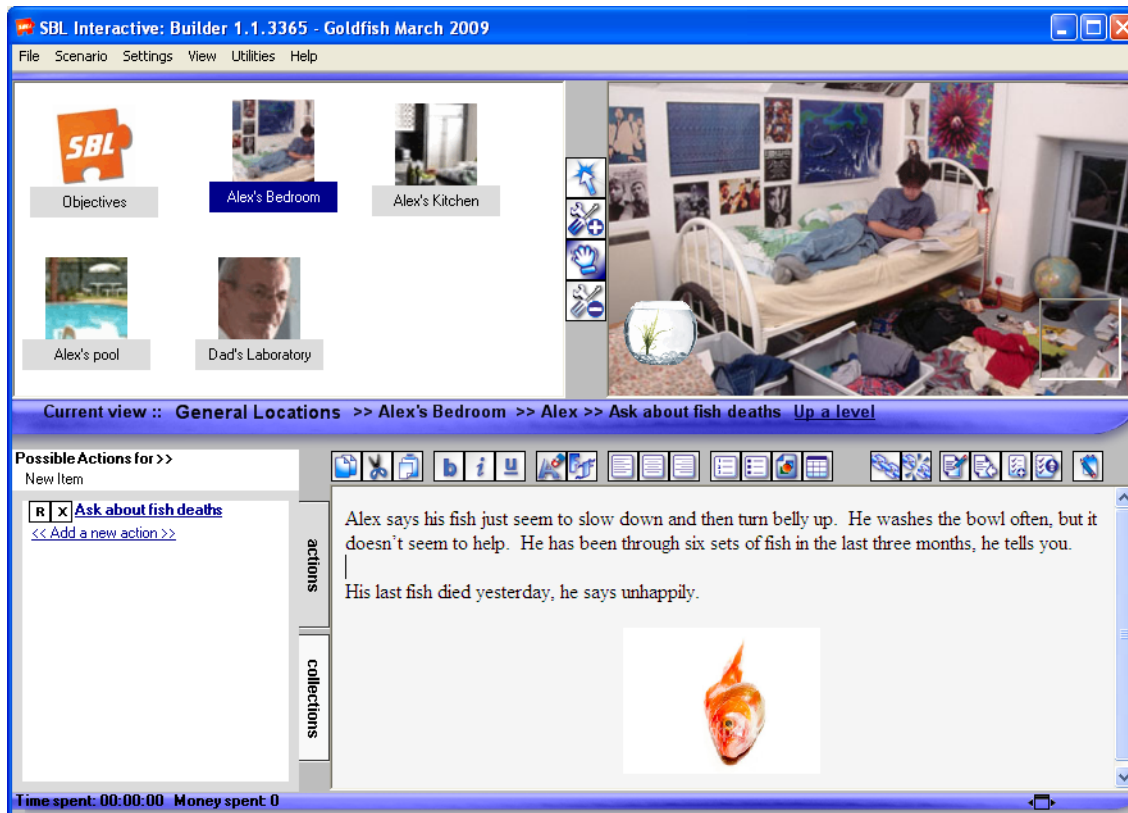 SBL Interactive: Builder 1.1.3365 - Goldfish March 2009
File Scenario Settings View Utilities Help
SBL
Objectives
Alex's Bedroom
Alex's Kitchen
Alex's pool
Dad's Laboratory
Current view :: General Locations >> Alex's Bedroom >> Alex >> Ask about fish deaths Up a level
Possible Actions for >>
New Item
R X Ask about fish deaths
<< Add a new action >>
actions
collections
b i u
Alex says his fish just seem to slow down and then turn belly up. He washes the bowl often, but it
doesn't seem to help. He has been through six sets of fish in the last three months, he tells you.
His last fish died yesterday, he says unhappily.
Time spent: 00:00:00 Money spent: 0